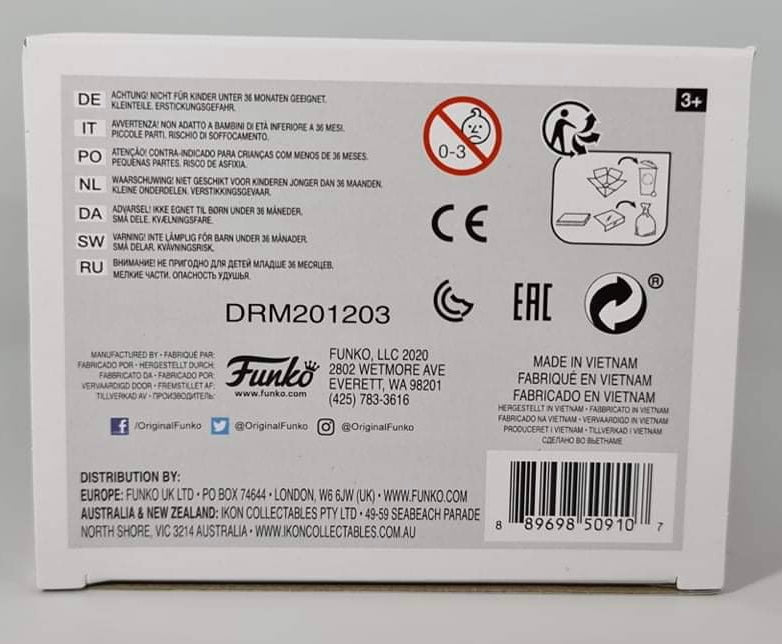 DE ACHTUNG! NICHT FÜR KINDER UNTER 36 MONATEN GEEIGNET.
KLEINTEILE. ERSTICKUNGSGEFAHR.
IT AVVERTENZA! NON ADATTO A BAMBINI DI ETÀ INFERIORE A 36 MESI.
PICCOLE PARTI. RISCHIO DI SOFFOCAMENTO.
PO ATENÇÃO! CONTRA-INDICADO PARA CRIANÇAS COM MENOS DE 36 MESES.
PEQUENAS PARTES. RISCO DE ASFIXIA.
NL WAARSCHUWING! NIET GESCHIKT VOOR KINDEREN JONGER DAN 36 MAANDEN.
KLEINE ONDERDELEN. VERSTIKKINGSGEVAAR.
DA ADVARSEL! IKKE EGNET TIL BØRN UNDER 36 MÅNEDER.
SMÅ DELE. KVÆLNINGSFARE.
SW VARNING! INTE LÄMPLIG FÖR BARN UNDER 36 MÅNADER.
SMÅ DELAR. KVÄVNINGSRISK.
RU ВНИМАНИЕ! НЕ ПРИГОДНО ДЛЯ ДЕТЕЙ МЛАДШЕ 36 МЕСЯЦЕВ.
МЕЛКИЕ ЧАСТИ. ОПАСНОСТЬ УДУШЬЯ.
0-3
3+
CE
EAC
®
DRM201203
MANUFACTURED BY • FABRIQUÉ PAR:
FABRICADO POR • HERGESTELLT DURCH:
FABBRICATO DA • FABRICADO POR:
VERVAARDIGD DOOR • FREMSTILLET AF:
TILLVERKAD AV • ПРОИЗВОДИТЕЛЬ:
Funko
www.funko.com
FUNKO, LLC 2020
2802 WETMORE AVE
EVERETT, WA 98201
(425) 783-3616
MADE IN VIETNAM
FABRIQUÉ EN VIETNAM
FABRICADO EN VIETNAM
HERGESTELLT IN VIETNAM • FABBRICATO IN VIETNAM
FABRICADO NA VIETNAM • VERVAARDIGD IN VIETNAM
PRODUCERET I VIETNAM • TILLVERKAD I VIETNAM
СДЕЛАНО ВО ВЬЕТНАМЕ
f /OriginalFunko @OriginalFunko @OriginalFunko
DISTRIBUTION BY:
EUROPE: FUNKO UK LTD • PO BOX 74644 • LONDON, W6 6JW (UK) • WWW.FUNKO.COM
AUSTRALIA & NEW ZEALAND: IKON COLLECTABLES PTY LTD • 49-59 SEABEACH PARADE
NORTH SHORE, VIC 3214 AUSTRALIA • WWW.IKONCOLLECTABLES.COM.AU
8 89698 50910 7